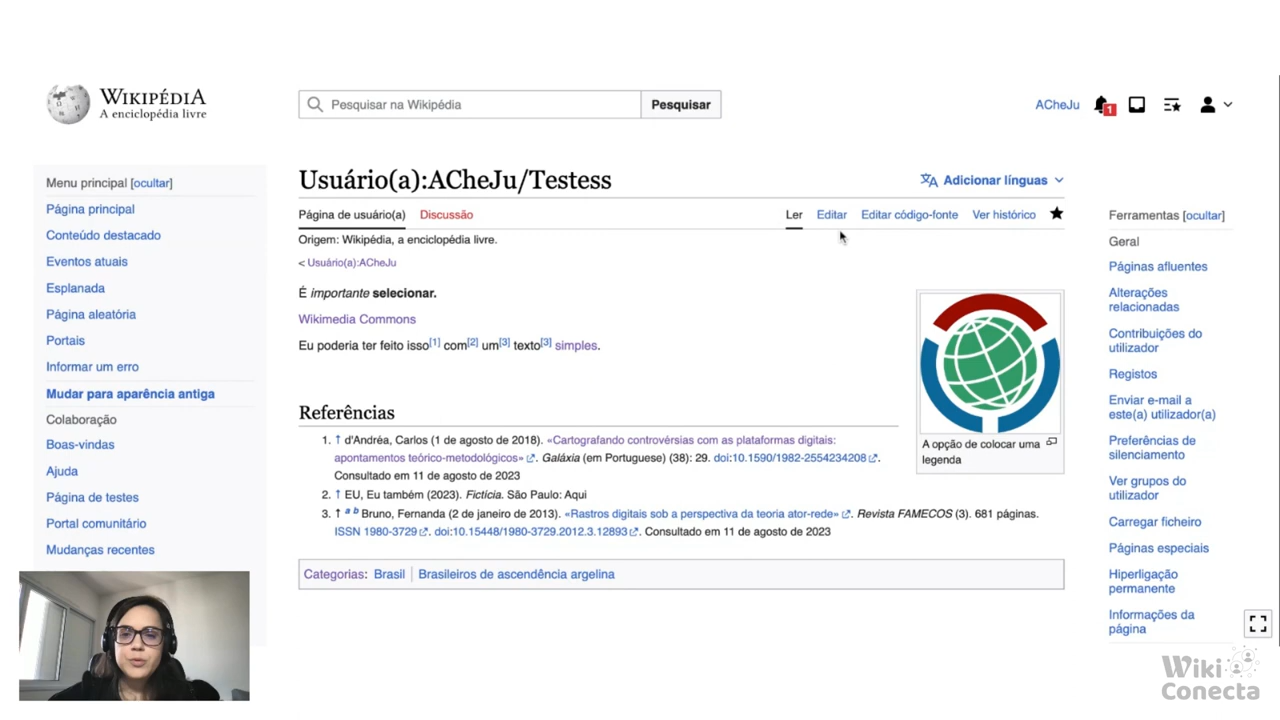 WIKIPÉDIA
A enciclopédia livre
Pesquisar na Wikipédia
Pesquisar
ACheJu
1
Menu principal [ocultar]
Página principal
Conteúdo destacado
Eventos atuais
Esplanada
Página aleatória
Portais
Informar um erro
Mudar para aparência antiga
Colaboração
Boas-vindas
Ajuda
Página de testes
Portal comunitário
Mudanças recentes
Usuário(a):ACheJu/Testess
Adicionar línguas
Página de usuário(a) Discussão
Ler Editar Editar código-fonte Ver histórico
Origem: Wikipédia, a enciclopédia livre.
< Usuário(a):ACheJu
É importante selecionar.
Wikimedia Commons
Eu poderia ter feito isso[1] com[2] um[3] texto[3] simples.
A opção de colocar uma
legenda
Referências
1. ↑ d'Andréa, Carlos (1 de agosto de 2018). «Cartografando controvérsias com as plataformas digitais:
apontamentos teórico-metodológicos». Galáxia (em Portuguese) (38): 29. doi:10.1590/1982-2554234208.
Consultado em 11 de agosto de 2023
2. ↑ EU, Eu também (2023). Fictícia. São Paulo: Aqui
3. ↑ a b Bruno, Fernanda (2 de janeiro de 2013). «Rastros digitais sob a perspectiva da teoria ator-rede». Revista FAMECOS (3). 681 páginas.
ISSN 1980-3729. doi:10.15448/1980-3729.2012.3.12893. Consultado em 11 de agosto de 2023
Categorias: Brasil | Brasileiros de ascendência argelina
Ferramentas [ocultar]
Geral
Páginas afluentes
Alterações
relacionadas
Contribuições do
utilizador
Registos
Enviar e-mail a
este(a) utilizador(a)
Preferências de
silenciamento
Ver grupos do
utilizador
Carregar ficheiro
Páginas especiais
Hiperligação
permanente
Informações da
página
Wiki
Conecta